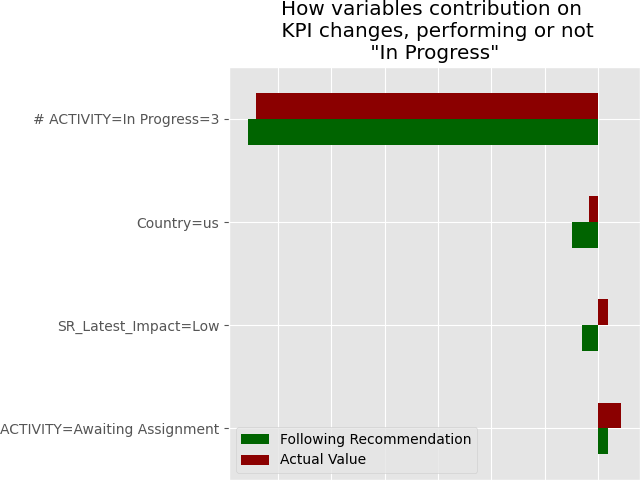 How variables contribution on
KPI changes, performing or not
"In Progress"
# ACTIVITY=In Progress=3
Country=us
SR_Latest_Impact=Low
ACTIVITY=Awaiting Assignment
Following Recommendation
Actual Value